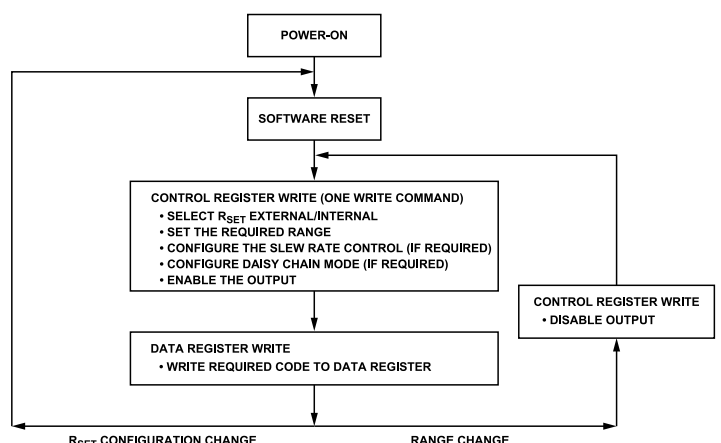 POWER-ON
SOFTWARE RESET
CONTROL REGISTER WRITE (ONE WRITE COMMAND)
• SELECT RSET EXTERNAL/INTERNAL
• SET THE REQUIRED RANGE
• CONFIGURE THE SLEW RATE CONTROL (IF REQUIRED)
• CONFIGURE DAISY CHAIN MODE (IF REQUIRED)
• ENABLE THE OUTPUT
CONTROL REGISTER WRITE
• DISABLE OUTPUT
DATA REGISTER WRITE
• WRITE REQUIRED CODE TO DATA REGISTER
RSET CONFIGURATION CHANGE
RANGE CHANGE